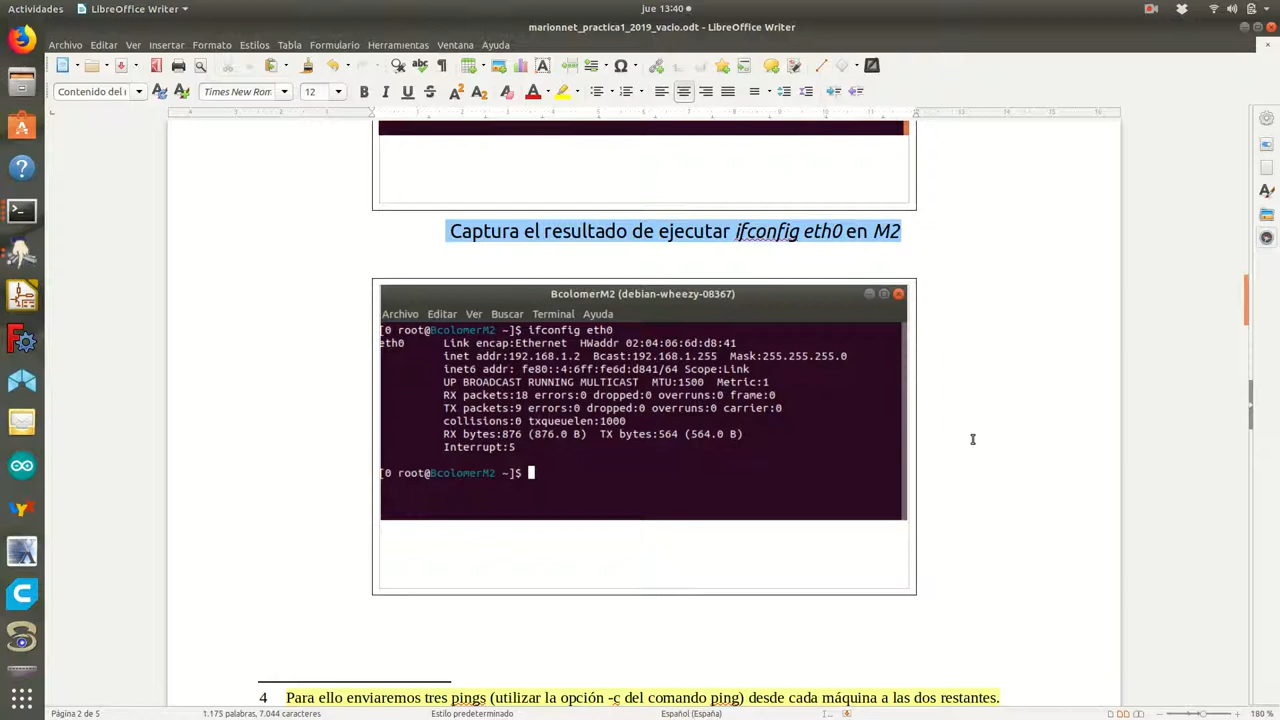 Actividades LibreOffice Writer jue 13:40
marionnet_practica1_2019_vacio.odt - LibreOffice Writer
Archivo Editar Ver Insertar Formato Estilos Tabla Formulario Herramientas Ventana Ayuda
Contenido del Times New Rom 12
Captura el resultado de ejecutar ifconfig eth0 en M2
BcolomerM2 (debian-wheezy-08367)
Archivo Editar Ver Buscar Terminal Ayuda
[0 root@BcolomerM2 ~]$ ifconfig eth0
eth0 Link encap:Ethernet HWaddr 02:04:06:6d:d8:41
inet addr:192.168.1.2 Bcast:192.168.1.255 Mask:255.255.255.0
inet6 addr: fe80::4:6ff:fe6d:d841/64 Scope:Link
UP BROADCAST RUNNING MULTICAST MTU:1500 Metric:1
RX packets:18 errors:0 dropped:0 overruns:0 frame:0
TX packets:9 errors:0 dropped:0 overruns:0 carrier:0
collisions:0 txqueuelen:1000
RX bytes:876 (876.0 B) TX bytes:564 (564.0 B)
Interrupt:5
[0 root@BcolomerM2 ~]$
4 Para ello enviaremos tres pings (utilizar la opción -c del comando ping) desde cada máquina a las dos restantes.
Página 2 de 5 1.175 palabras, 7.044 caracteres Estilo predeterminado Español (España) 180 %